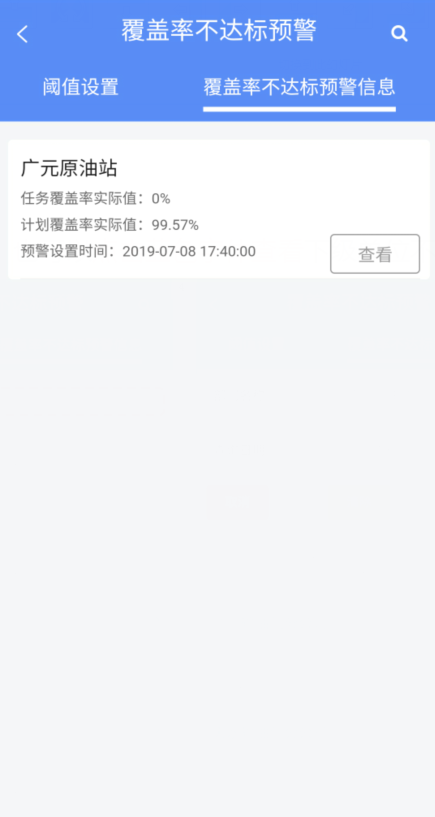 覆盖率不达标预警
阈值设置
覆盖率不达标预警信息
广元原油站
任务覆盖率实际值：0%
计划覆盖率实际值：99.57%
预警设置时间：2019-07-08 17:40:00
查看